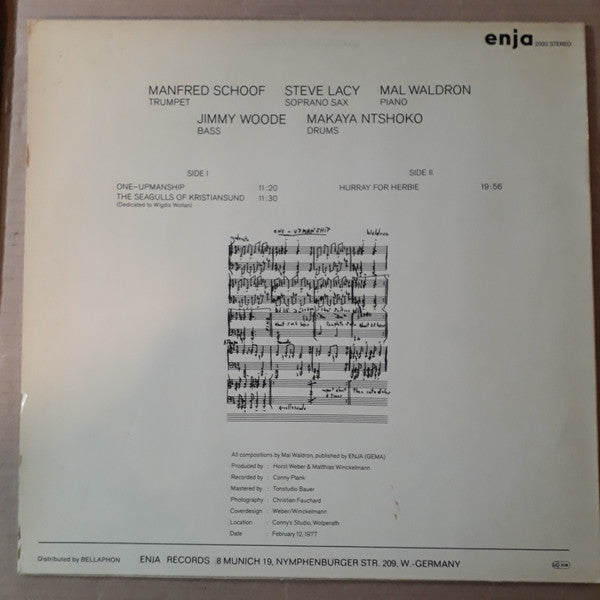 enja 2092 STEREO
MANFRED SCHOOF STEVE LACY MAL WALDRON
TRUMPET SOPRANO SAX PIANO
JIMMY WOODE MAKAYA NTSHOKO
BASS DRUMS
SIDE I SIDE II
ONE-UPMANSHIP 11:20 HURRAY FOR HERBIE 19:56
THE SEAGULLS OF KRISTIANSUND 11:30
(Dedicated to Wigdis Wollan)
ONE-UPMANSHIP Waldron
All compositions by Mal Waldron, published by ENJA (GEMA)
Produced by : Horst Weber & Matthias Winckelmann
Recorded by : Conny Plank
Mastered by : Tonstudio Bauer
Photography : Christian Fauchard
Coverdesign : Weber/Winckelmann
Location : Conny's Studio, Wolperath
Date : February 12, 1977
Distributed by BELLAPHON ENJA RECORDS 8 MUNICH 19, NYMPHENBURGER STR. 209, W.-GERMANY